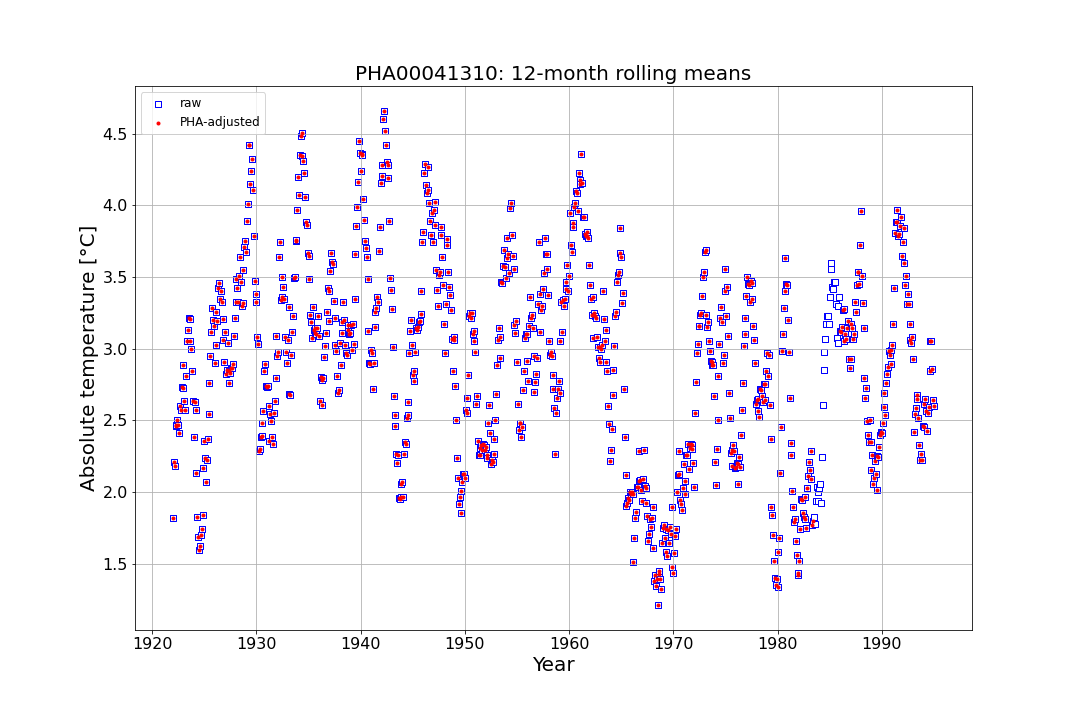 PHA00041310: 12-month rolling means
raw
PHA-adjusted
Absolute temperature [°C]
4.5
4.0
3.5
3.0
2.5
2.0
1.5
1920 1930 1940 1950 1960 1970 1980 1990
Year